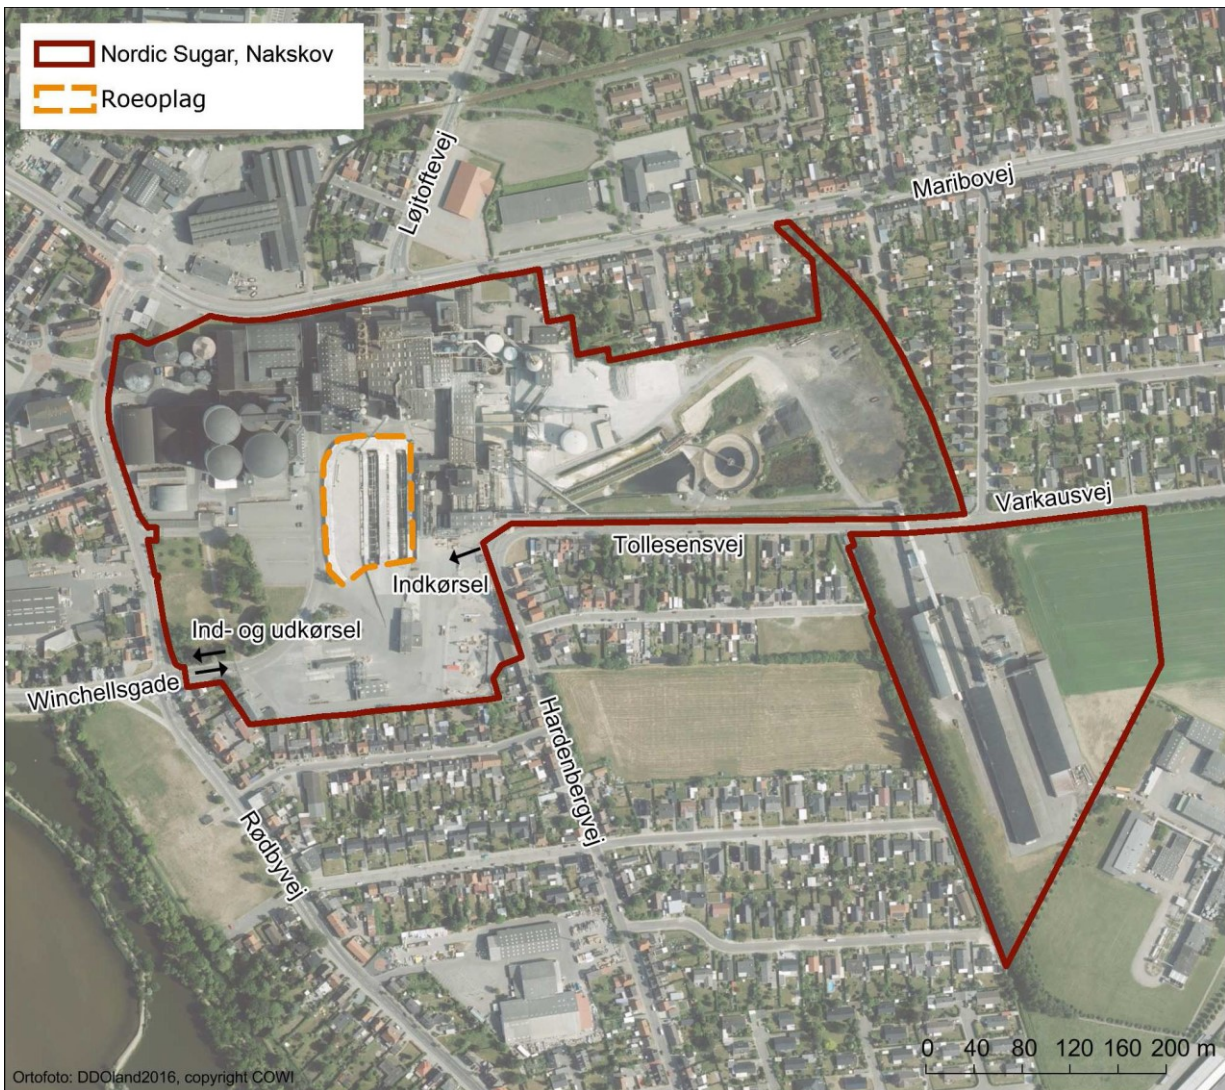 Nordic Sugar, Nakskov
Roeoplag
Løjtoftevej
Maribovej
Varkausvej
Tollesensvej
Indkørsel
Ind- og udkørsel
Winchellsgade
Hardenbergvej
Rødbyvej
0 40 80 120 160 200 m
Ortofoto: DDOland2016, copyright COWI